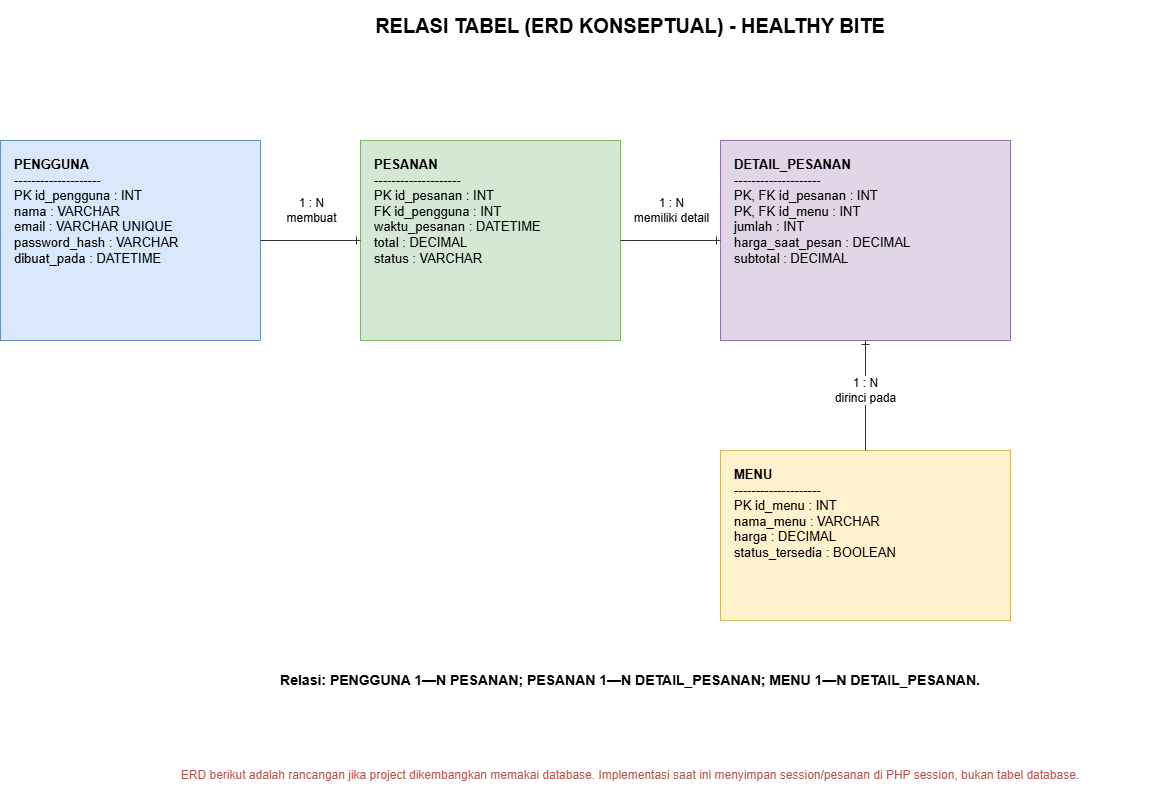 RELASI TABEL (ERD KONSEPTUAL) - HEALTHY BITE
PENGGUNA
--------------------
PK id_pengguna : INT
nama : VARCHAR
email : VARCHAR UNIQUE
password_hash : VARCHAR
dibuat_pada : DATETIME
1 : N
membuat
PESANAN
--------------------
PK id_pesanan : INT
FK id_pengguna : INT
waktu_pesanan : DATETIME
total : DECIMAL
status : VARCHAR
1 : N
memiliki detail
DETAIL_PESANAN
--------------------
PK, FK id_pesanan : INT
PK, FK id_menu : INT
jumlah : INT
harga_saat_pesan : DECIMAL
subtotal : DECIMAL
1 : N
dirinci pada
MENU
--------------------
PK id_menu : INT
nama_menu : VARCHAR
harga : DECIMAL
status_tersedia : BOOLEAN
Relasi: PENGGUNA 1—N PESANAN; PESANAN 1—N DETAIL_PESANAN; MENU 1—N DETAIL_PESANAN.
ERD berikut adalah rancangan jika project dikembangkan memakai database. Implementasi saat ini menyimpan session/pesanan di PHP session, bukan tabel database.